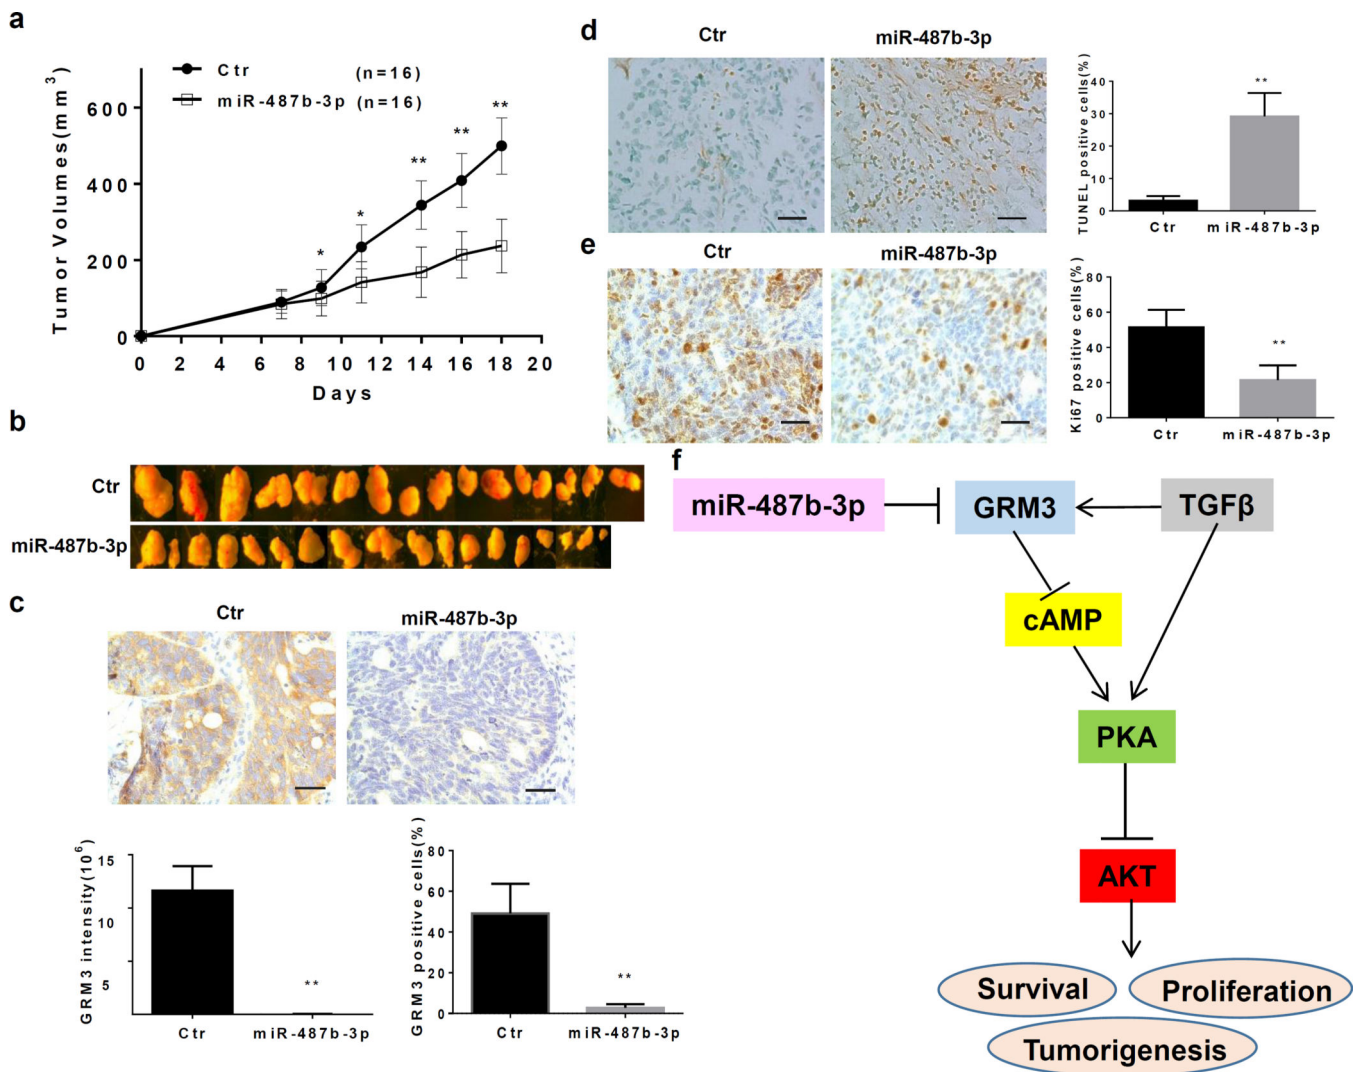 a
Tumor Volumes(mm3)
600
400
200
0
Ctr (n=16)
miR-487b-3p (n=16)
*
*
**
**
**
0 2 4 6 8 10 12 14 16 18 20
Days
b
Ctr
miR-487b-3p
c
Ctr miR-487b-3p
GRM3 intensity(10^6)
15
10
5
**
Ctr miR-487b-3p
GRM3 positive cells(%)
80
60
40
20
0
**
Ctr miR-487b-3p
d
Ctr miR-487b-3p
TUNEL positive cells(%)
40
30
20
10
0
**
Ctr miR-487b-3p
e
Ctr miR-487b-3p
Ki67 positive cells(%)
80
60
40
20
0
**
Ctr miR-487b-3p
f
miR-487b-3p GRM3 TGFβ
cAMP
PKA
AKT
Survival Proliferation
Tumorigenesis